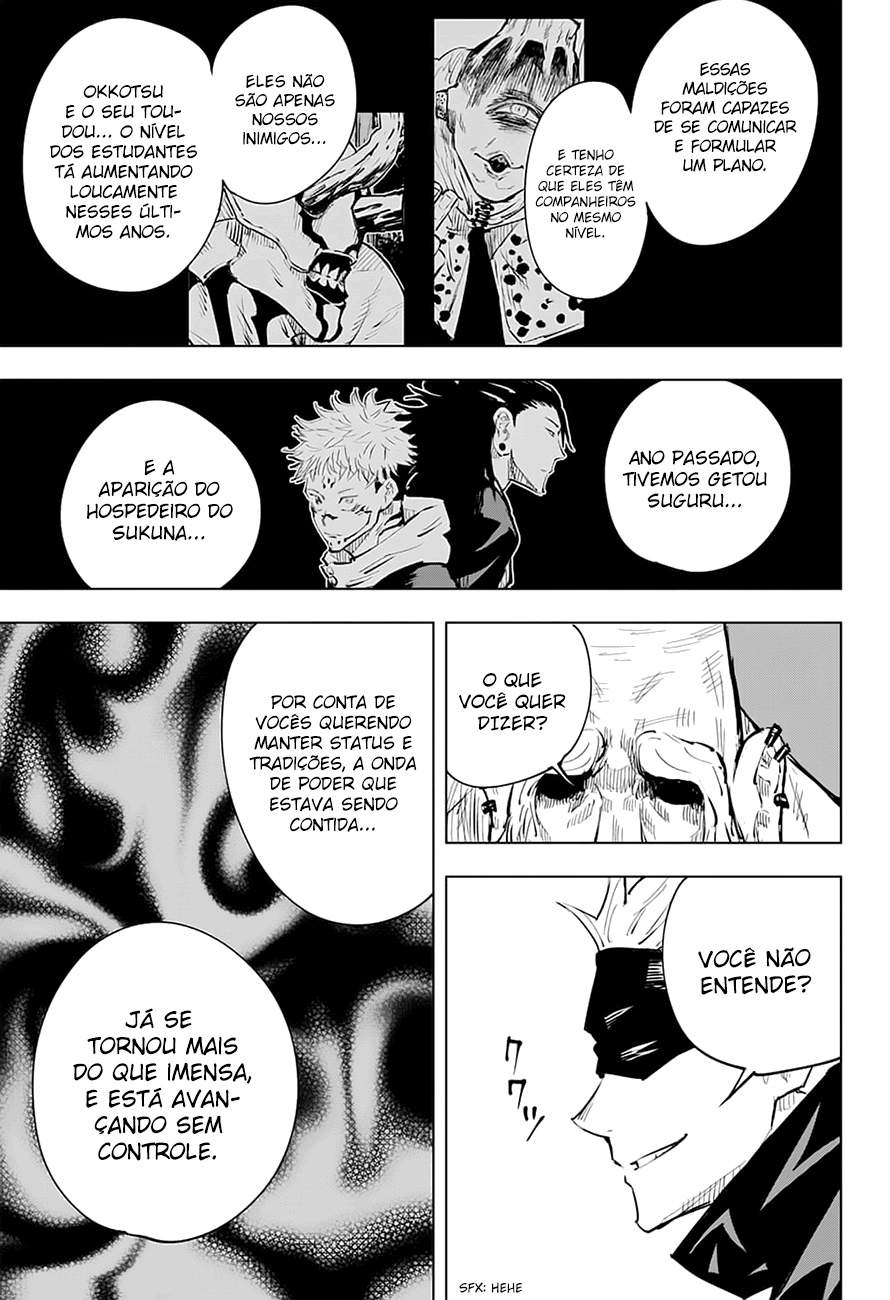 ESSAS
MALDIÇÕES
FORAM CAPAZES
DE SE COMUNICAR
E FORMULAR
UM PLANO.
E TENHO
CERTEZA DE
QUE ELES TÊM
COMPANHEIROS
NO MESMO
NÍVEL.
ELES NÃO
SÃO APENAS
NOSSOS
INIMIGOS...
OKKOTSU
E O SEU TOU-
DOU... O NÍVEL
DOS ESTUDANTES
TÁ AUMENTANDO
LOUCAMENTE
NESSES ÚLTI-
MOS ANOS.
ANO PASSADO,
TIVEMOS GETOU
SUGURU...
E A
APARIÇÃO DO
HOSPEDEIRO DO
SUKUNA...
O QUE
VOCÊ QUER
DIZER?
VOCÊ NÃO
ENTENDE?
クククッ
SFX: HEHE
POR CONTA DE
VOCÊS QUERENDO
MANTER STATUS E
TRADIÇÕES, A ONDA
DE PODER QUE
ESTAVA SENDO
CONTIDA...
JÁ SE
TORNOU MAIS
DO QUE IMENSA,
E ESTÁ AVAN-
ÇANDO SEM
CONTROLE.